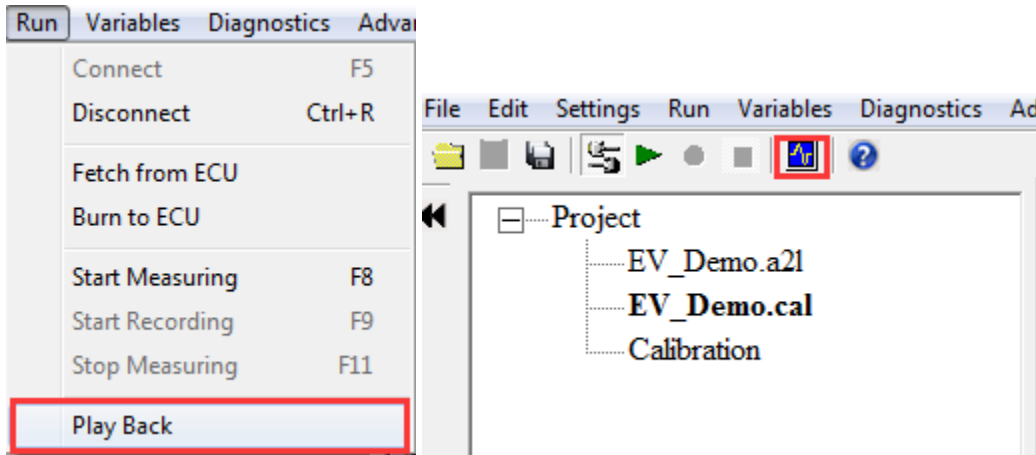 Run Variables Diagnostics Adva
Connect F5
Disconnect Ctrl+R
Fetch from ECU
Burn to ECU
Start Measuring F8
Start Recording F9
Stop Measuring F11
Play Back
File Edit Settings Run Variables Diagnostics Ad
Project
EV_Demo.a2l
EV_Demo.cal
Calibration